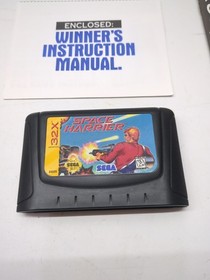 ENCLOSED:
WINNER'S
INSTRUCTION
MANUAL.
32X
SPACE
HARRIER
SEGA
SEGA